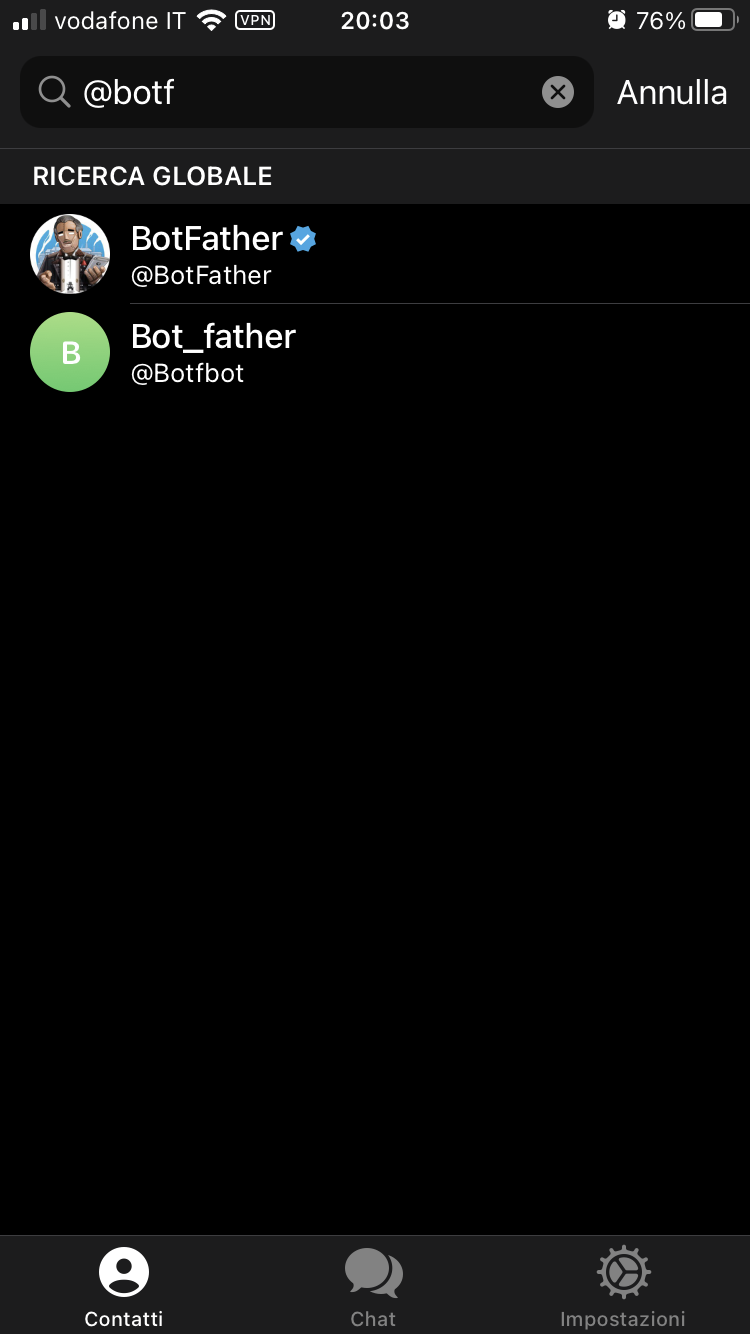 vodafone IT VPN 20:03 76%
@botf Annulla
RICERCA GLOBALE
BotFather
@BotFather
B
Bot_father
@Botfbot
Contatti Chat Impostazioni